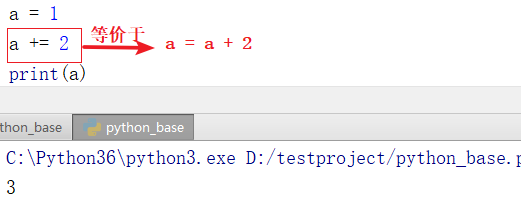 a = 1
a += 2 等价于 a = a + 2
print(a)
thon_base python_base
C:\Python36\python3.exe D:/testproject/python_base.p
3